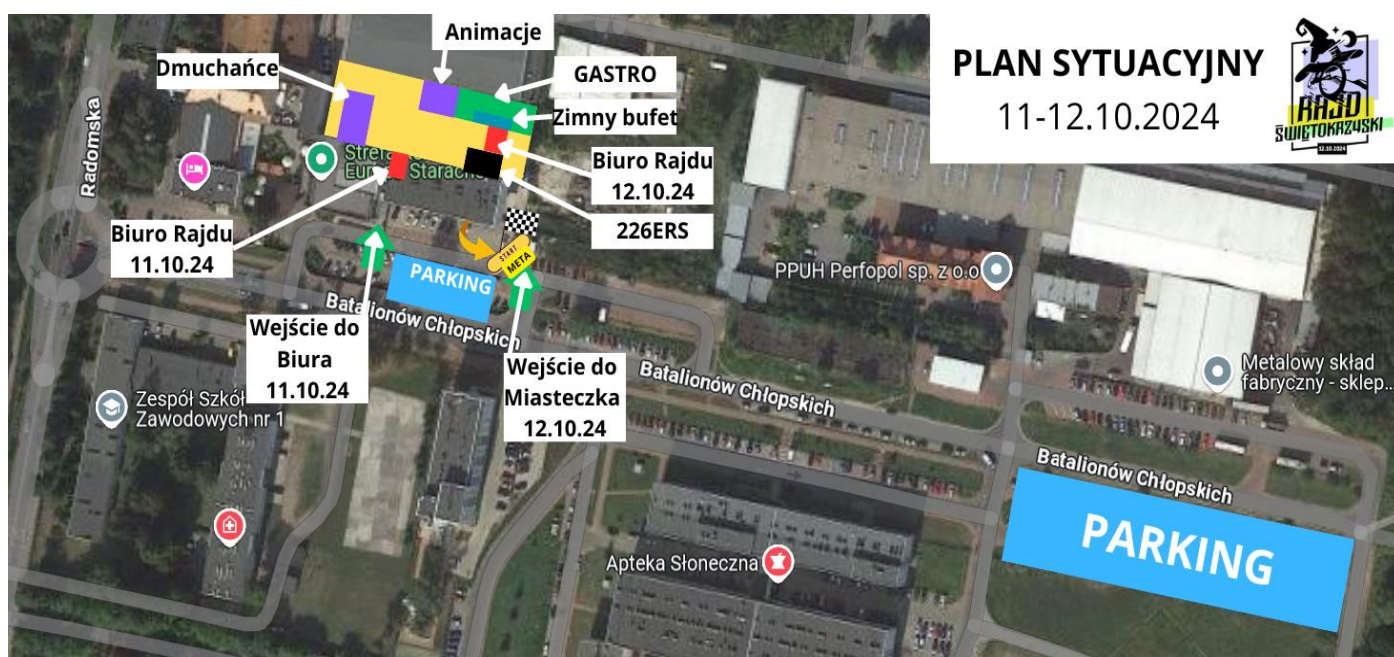 Animacje
PLAN SYTUACYJNY
11-12.10.2024
RAJD
ŚWIĘTOKRZYSKI
12.10.2024
Dmuchańce
GASTRO
Zimny bufet
Radomska
Strefa
Euro Starach
Biuro Rajdu
12.10.24
226ERS
Biuro Rajdu
11.10.24
START
META
PARKING
PPUH Perfopol sp. z o.o
Batalionów Chłopskich
Wejście do
Biura
11.10.24
Wejście do
Miasteczka
12.10.24
Batalionów Chłopskich
Metalowy skład
fabryczny - sklep...
Zespół Szkół
Zawodowych nr 1
Batalionów Chłopskich
PARKING
Apteka Słoneczna